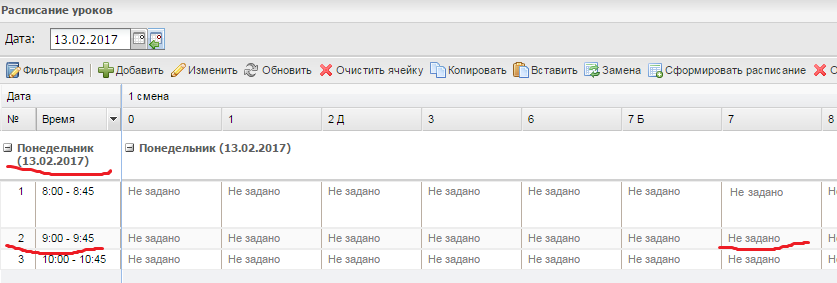 Расписание уроков
Дата: 13.02.2017
Фильтрация Добавить Изменить Обновить Очистить ячейку Копировать Вставить Замена Сформировать расписание О
Дата 1 смена
№ Время 0 1 2 Д 3 6 7 Б 7 8
Понедельник (13.02.2017)
Понедельник (13.02.2017)
1 8:00 - 8:45 Не задано Не задано Не задано Не задано Не задано Не задано Не задано Не
2 9:00 - 9:45 Не задано Не задано Не задано Не задано Не задано Не задано Не задано Не
3 10:00 - 10:45 Не задано Не задано Не задано Не задано Не задано Не задано Не задано Не